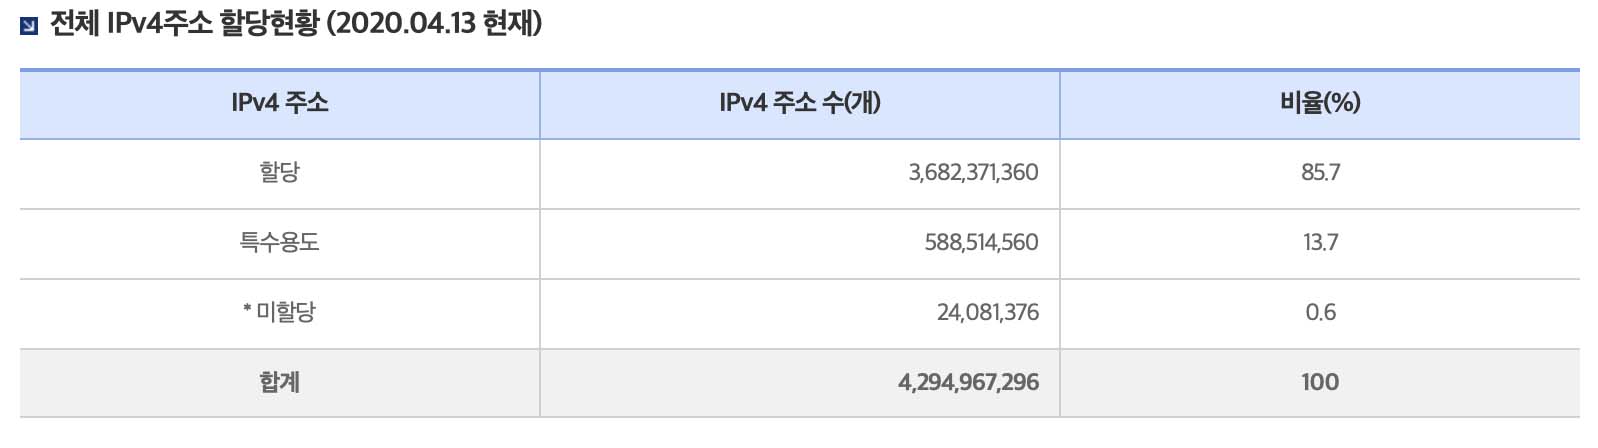 전체 IPv4주소 할당현황 (2020.04.13 현재)
IPv4 주소 IPv4 주소 수(개) 비율(%)
할당 3,682,371,360 85.7
특수용도 588,514,560 13.7
* 미할당 24,081,376 0.6
합계 4,294,967,296 100